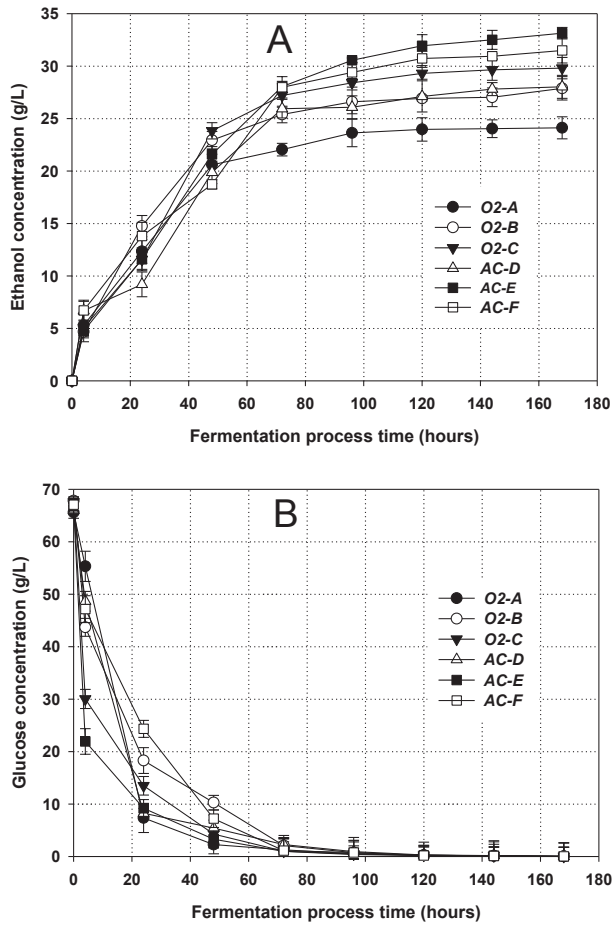 A
Ethanol concentration (g/L)
35
30
25
20
15
10
5
0
O2-A
O2-B
O2-C
AC-D
AC-E
AC-F
0 20 40 60 80 100 120 140 160 180
Fermentation process time (hours)
B
Glucose concentration (g/L)
70
60
50
40
30
20
10
0
O2-A
O2-B
O2-C
AC-D
AC-E
AC-F
0 20 40 60 80 100 120 140 160 180
Fermentation process time (hours)